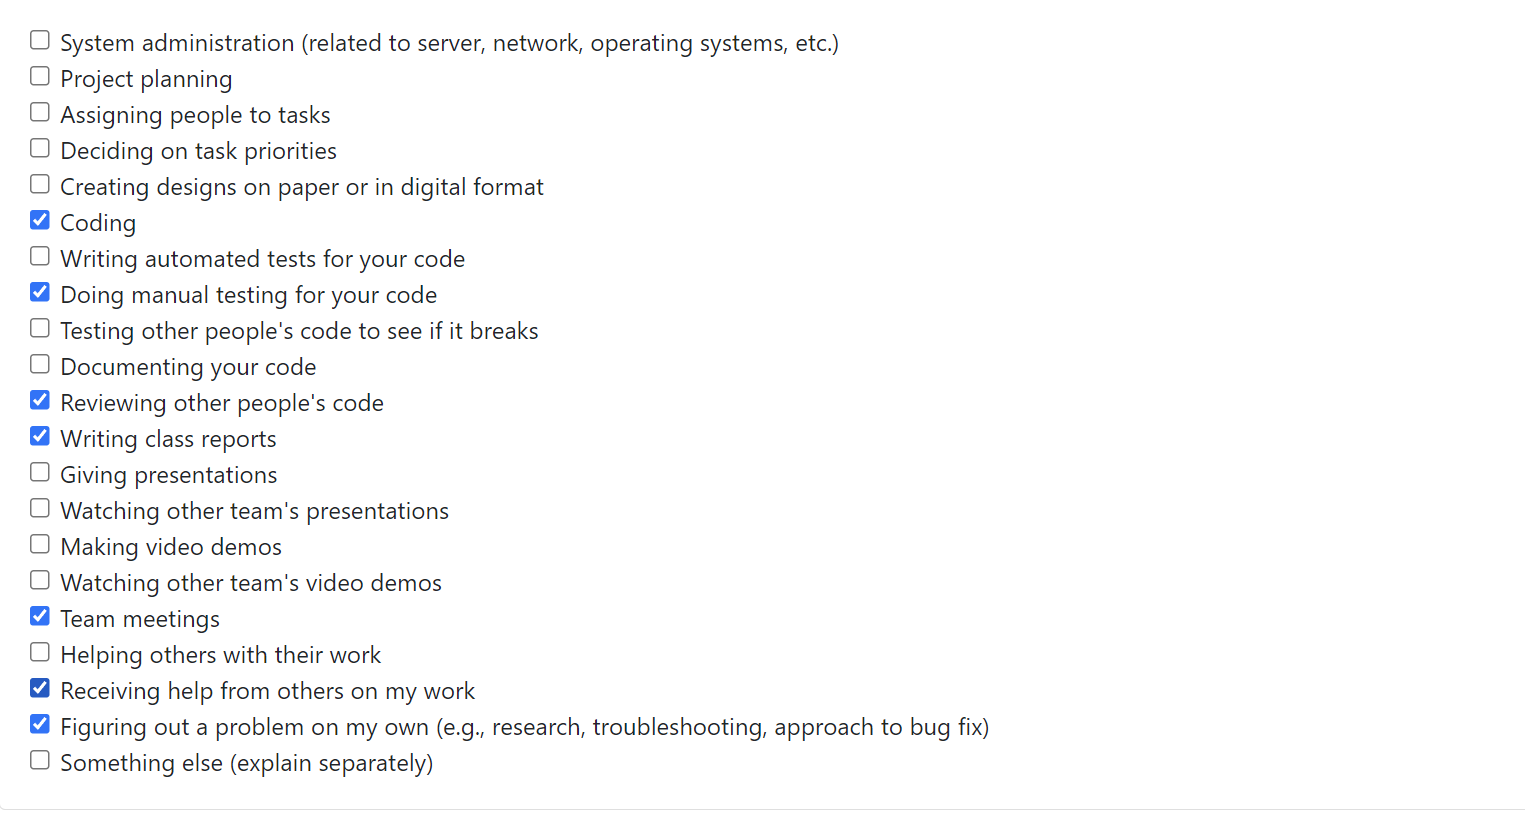 System administration (related to server, network, operating systems, etc.)
Project planning
Assigning people to tasks
Deciding on task priorities
Creating designs on paper or in digital format
Coding
Writing automated tests for your code
Doing manual testing for your code
Testing other people's code to see if it breaks
Documenting your code
Reviewing other people's code
Writing class reports
Giving presentations
Watching other team's presentations
Making video demos
Watching other team's video demos
Team meetings
Helping others with their work
Receiving help from others on my work
Figuring out a problem on my own (e.g., research, troubleshooting, approach to bug fix)
Something else (explain separately)